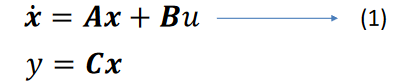 ẋ = Ax + Bu (1)
y = Cx